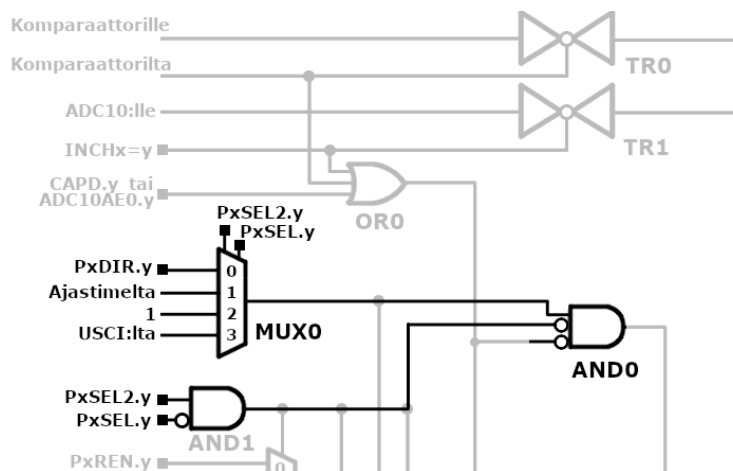 Komparaattorille
TR0
Komparaattorilta
ADC10:lle
TR1
INCHx=y
CAPD.y tai
ADC10AE0.y
OR0
PxSEL2.y
PxSEL.y
PxDIR.y
0
Ajastimelta
1
1
2
USCI:lta
3
MUX0
AND0
PxSEL2.y
PxSEL.y
AND1
PxREN.y
0